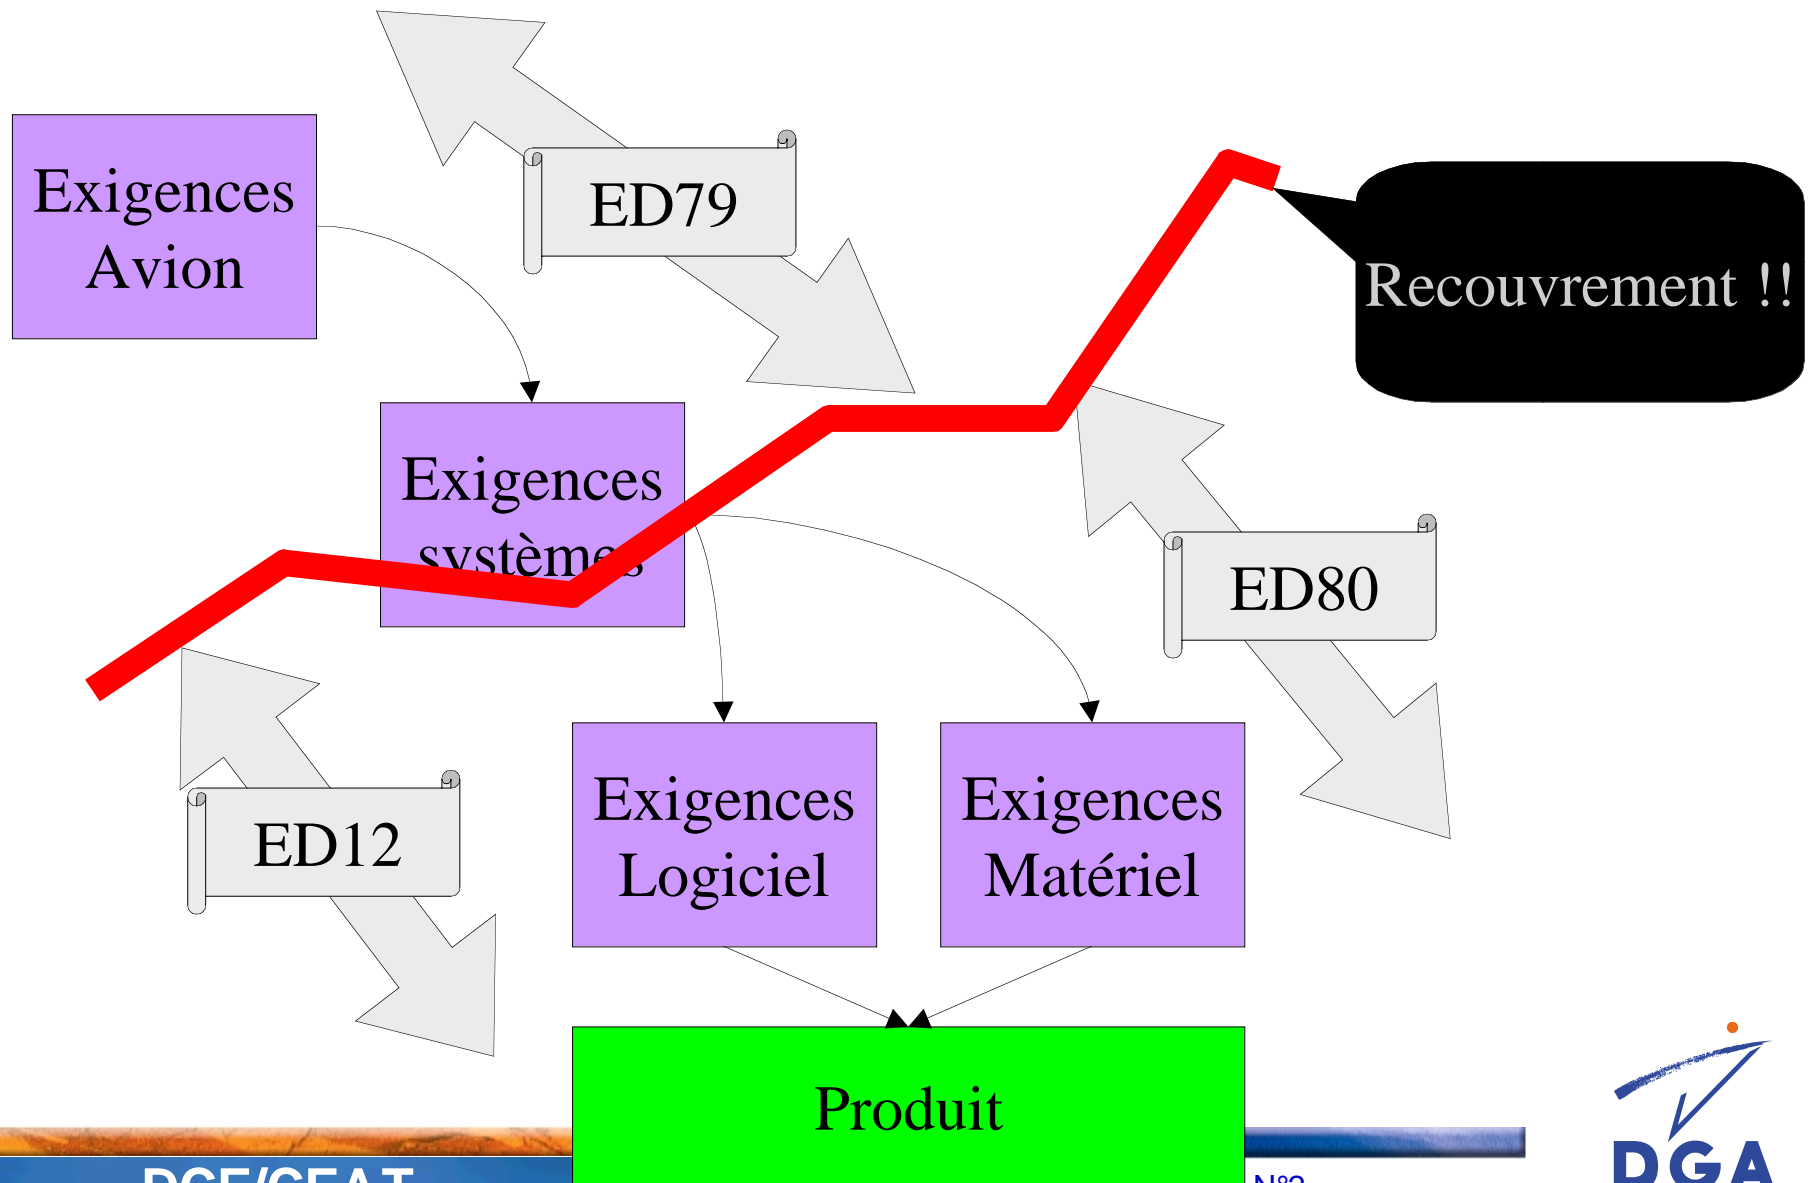 Exigences
Avion
ED79
Recouvrement !!
Exigences
systèmes
ED80
ED12
Exigences
Logiciel
Exigences
Matériel
Produit
DGA